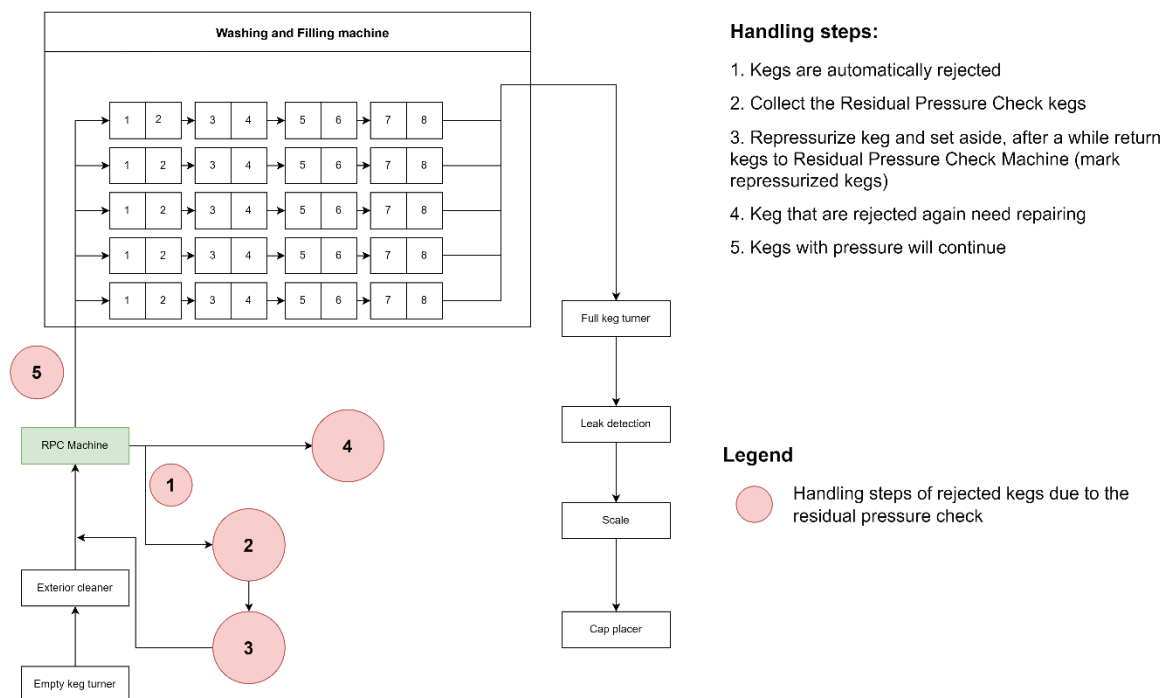 Washing and Filling machine
1 2 3 4 5 6 7 8
1 2 3 4 5 6 7 8
1 2 3 4 5 6 7 8
1 2 3 4 5 6 7 8
1 2 3 4 5 6 7 8
5
RPC Machine
4
1
2
Exterior cleaner
3
Empty keg turner
Full keg turner
Leak detection
Scale
Cap placer
Handling steps:
1. Kegs are automatically rejected
2. Collect the Residual Pressure Check kegs
3. Repressurize keg and set aside, after a while return
kegs to Residual Pressure Check Machine (mark
repressurized kegs)
4. Keg that are rejected again need repairing
5. Kegs with pressure will continue
Legend
Handling steps of rejected kegs due to the
residual pressure check